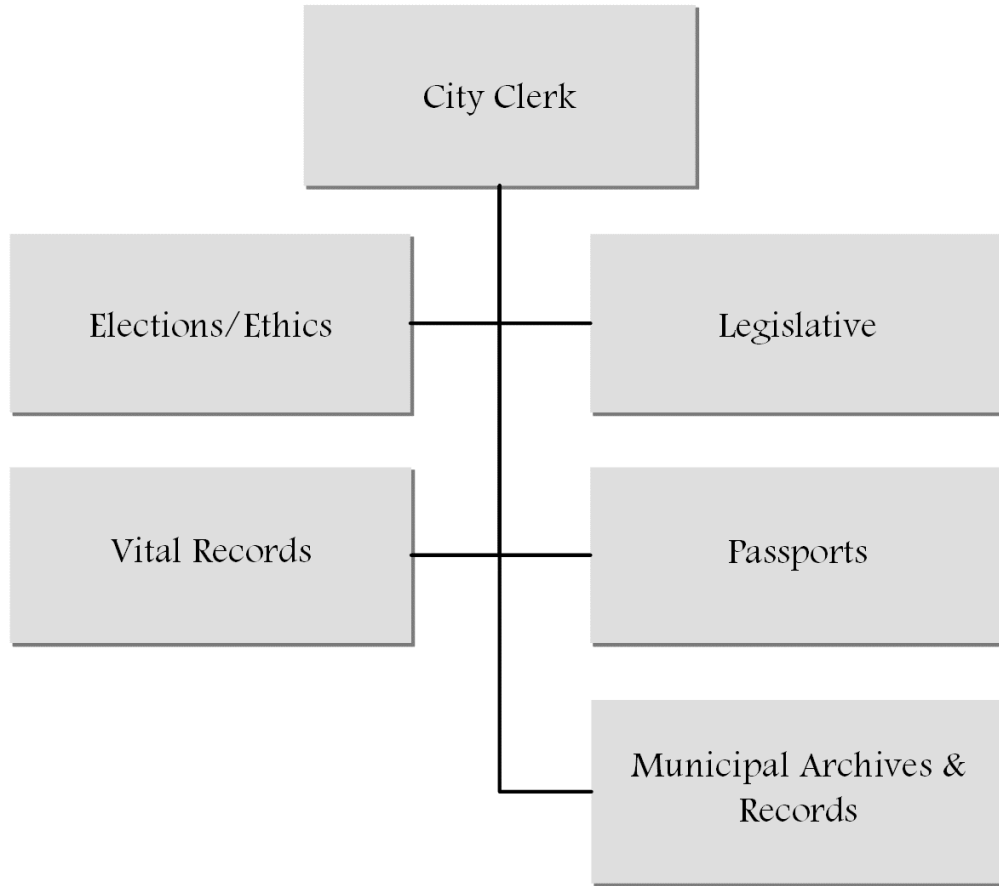 City Clerk
Elections/Ethics
Legislative
Vital Records
Passports
Municipal Archives &
Records